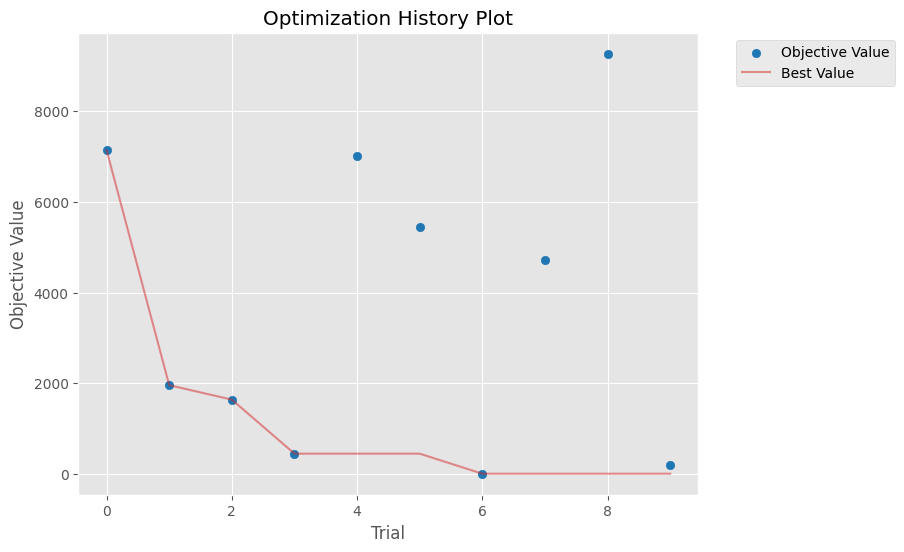 Optimization History Plot
Objective Value
Best Value
Objective Value
8000
6000
4000
2000
0
0 2 4 6 8
Trial